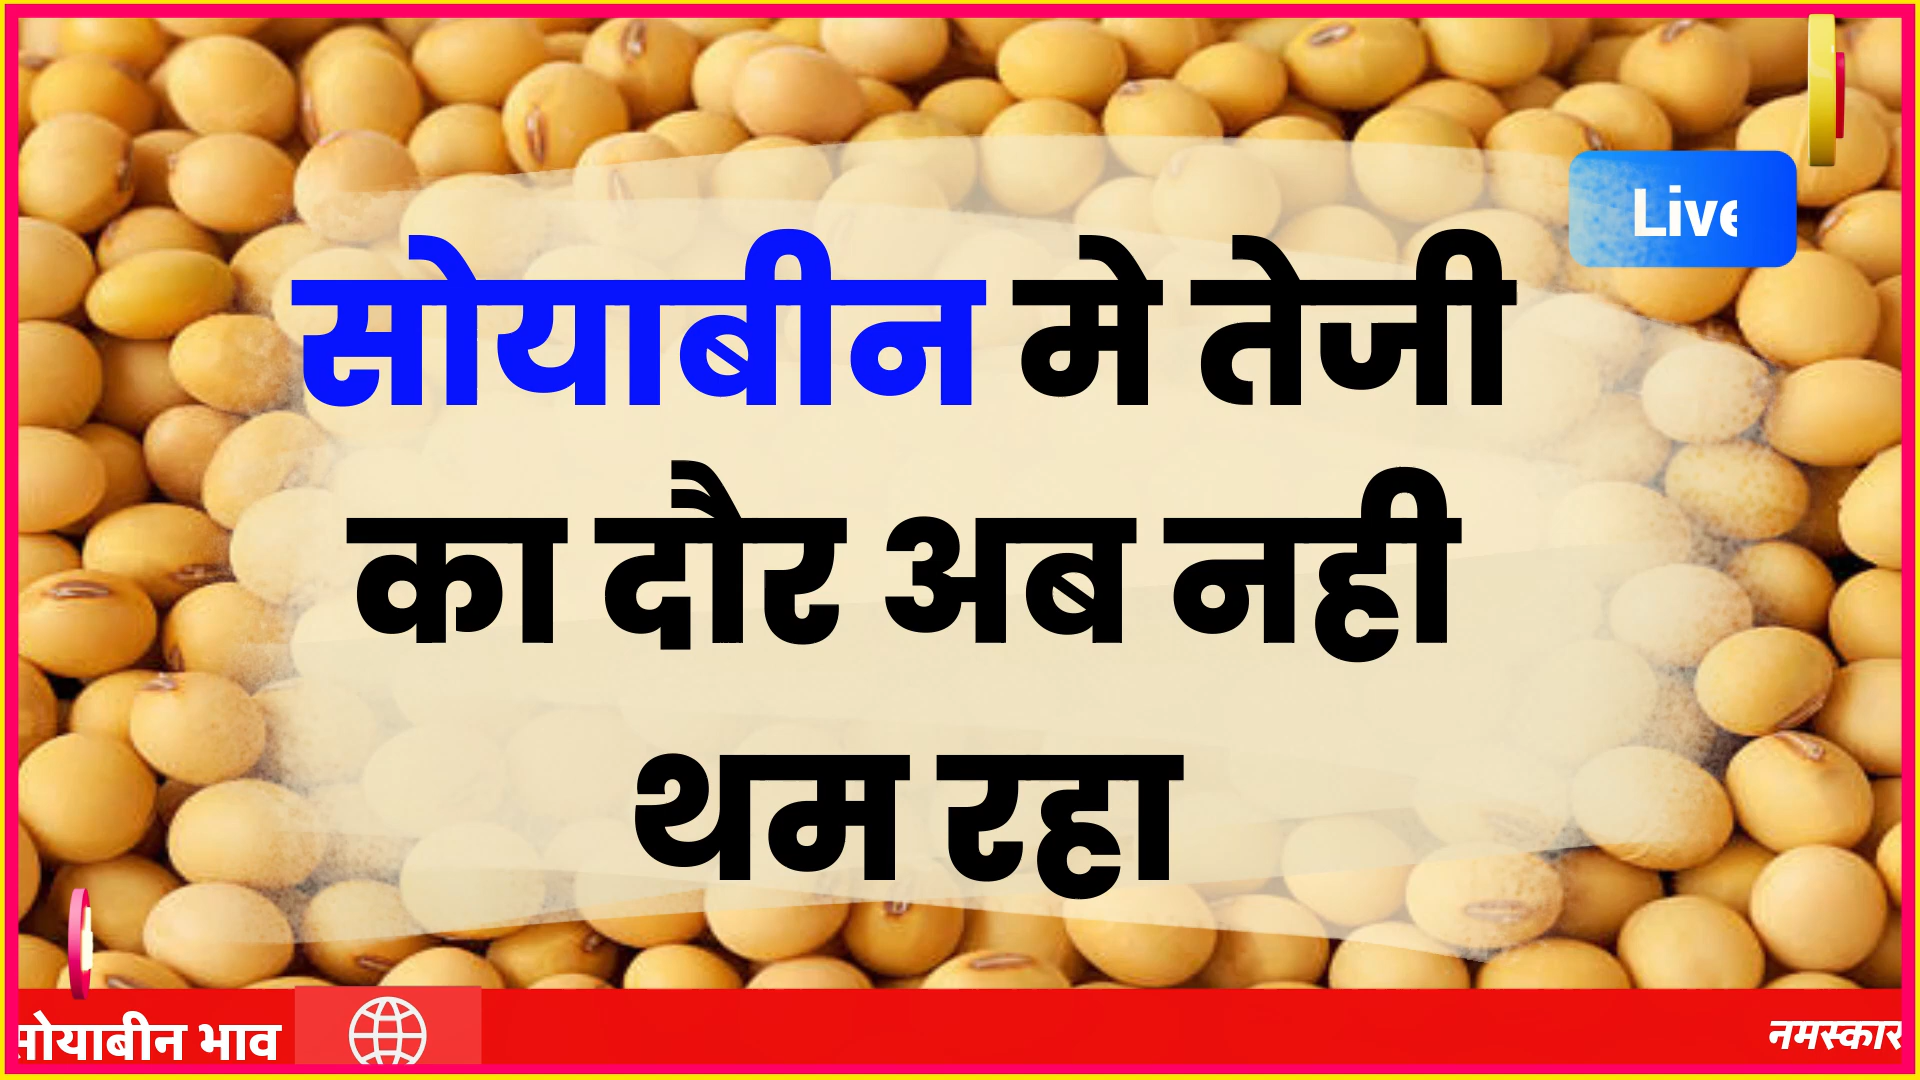 Live
सोयाबीन मे तेजी
का दौर अब नही
थम रहा
सोयाबीन भाव
नमस्कार